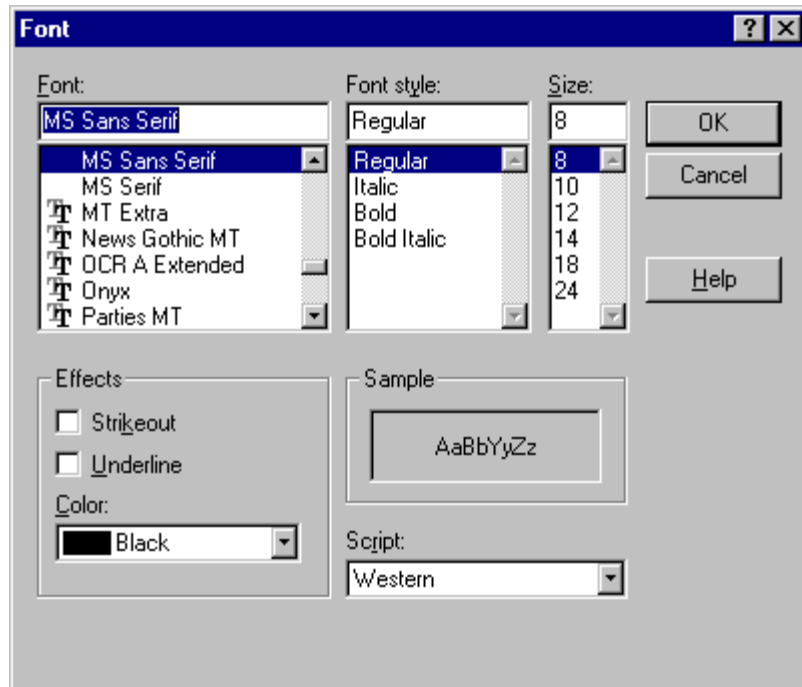 Font
Font:
MS Sans Serif
MS Sans Serif
MS Serif
MT Extra
News Gothic MT
OCR A Extended
Onyx
Parties MT
Font style:
Regular
Regular
Italic
Bold
Bold Italic
Size:
8
8
10
12
14
18
24
OK
Cancel
Help
Effects
Strikeout
Underline
Color:
Black
Sample
AaBbYyZz
Script:
Western